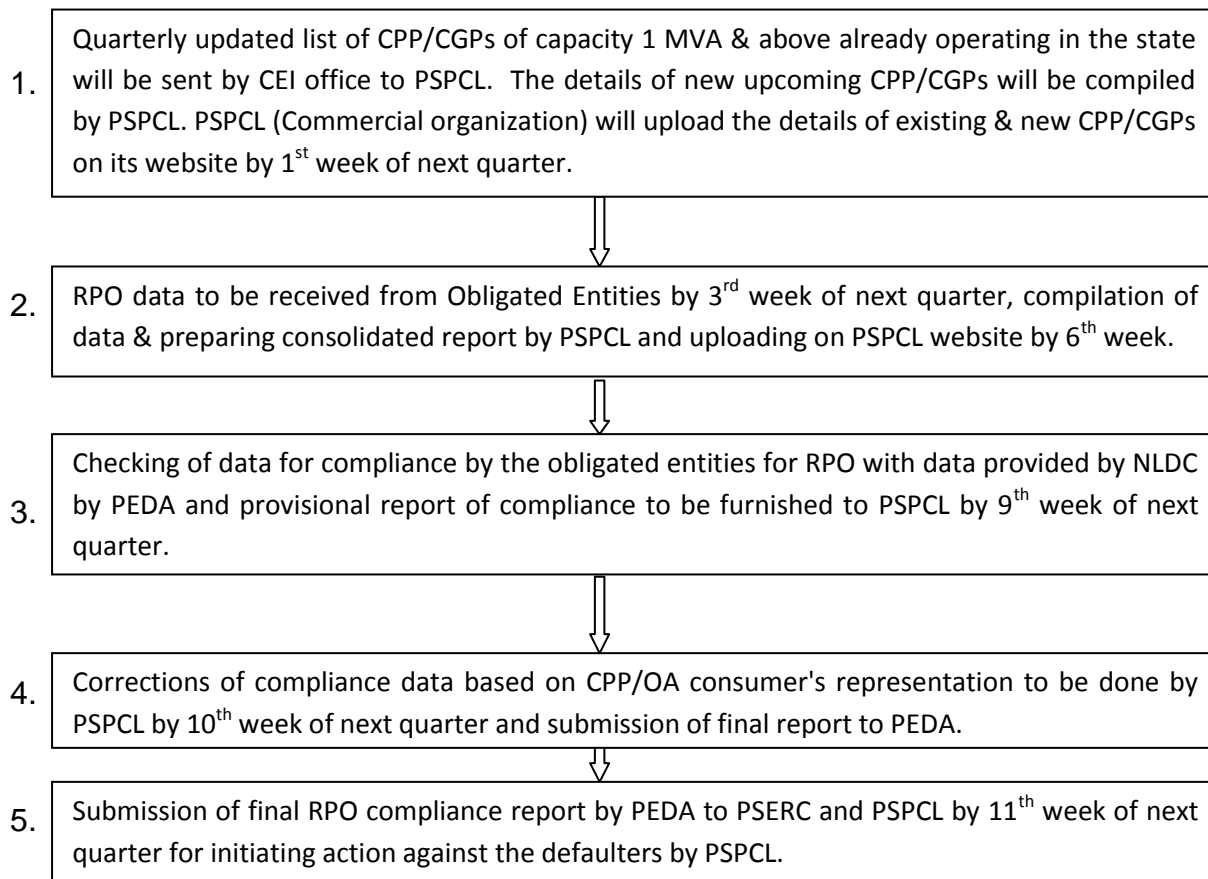 Quarterly updated list of CPP/CGPs of capacity 1 MVA & above already operating in the state
1. will be sent by CEI office to PSPCL. The details of new upcoming CPP/CGPs will be compiled
by PSPCL. PSPCL (Commercial organization) will upload the details of existing & new CPP/CGPs
on its website by 1st week of next quarter.
2. RPO data to be received from Obligated Entities by 3rd week of next quarter, compilation of
data & preparing consolidated report by PSPCL and uploading on PSPCL website by 6th week.
Checking of data for compliance by the obligated entities for RPO with data provided by NLDC
3. by PEDA and provisional report of compliance to be furnished to PSPCL by 9th week of next
quarter.
4. Corrections of compliance data based on CPP/OA consumer's representation to be done by
PSPCL by 10th week of next quarter and submission of final report to PEDA.
5. Submission of final RPO compliance report by PEDA to PSERC and PSPCL by 11th week of next
quarter for initiating action against the defaulters by PSPCL.